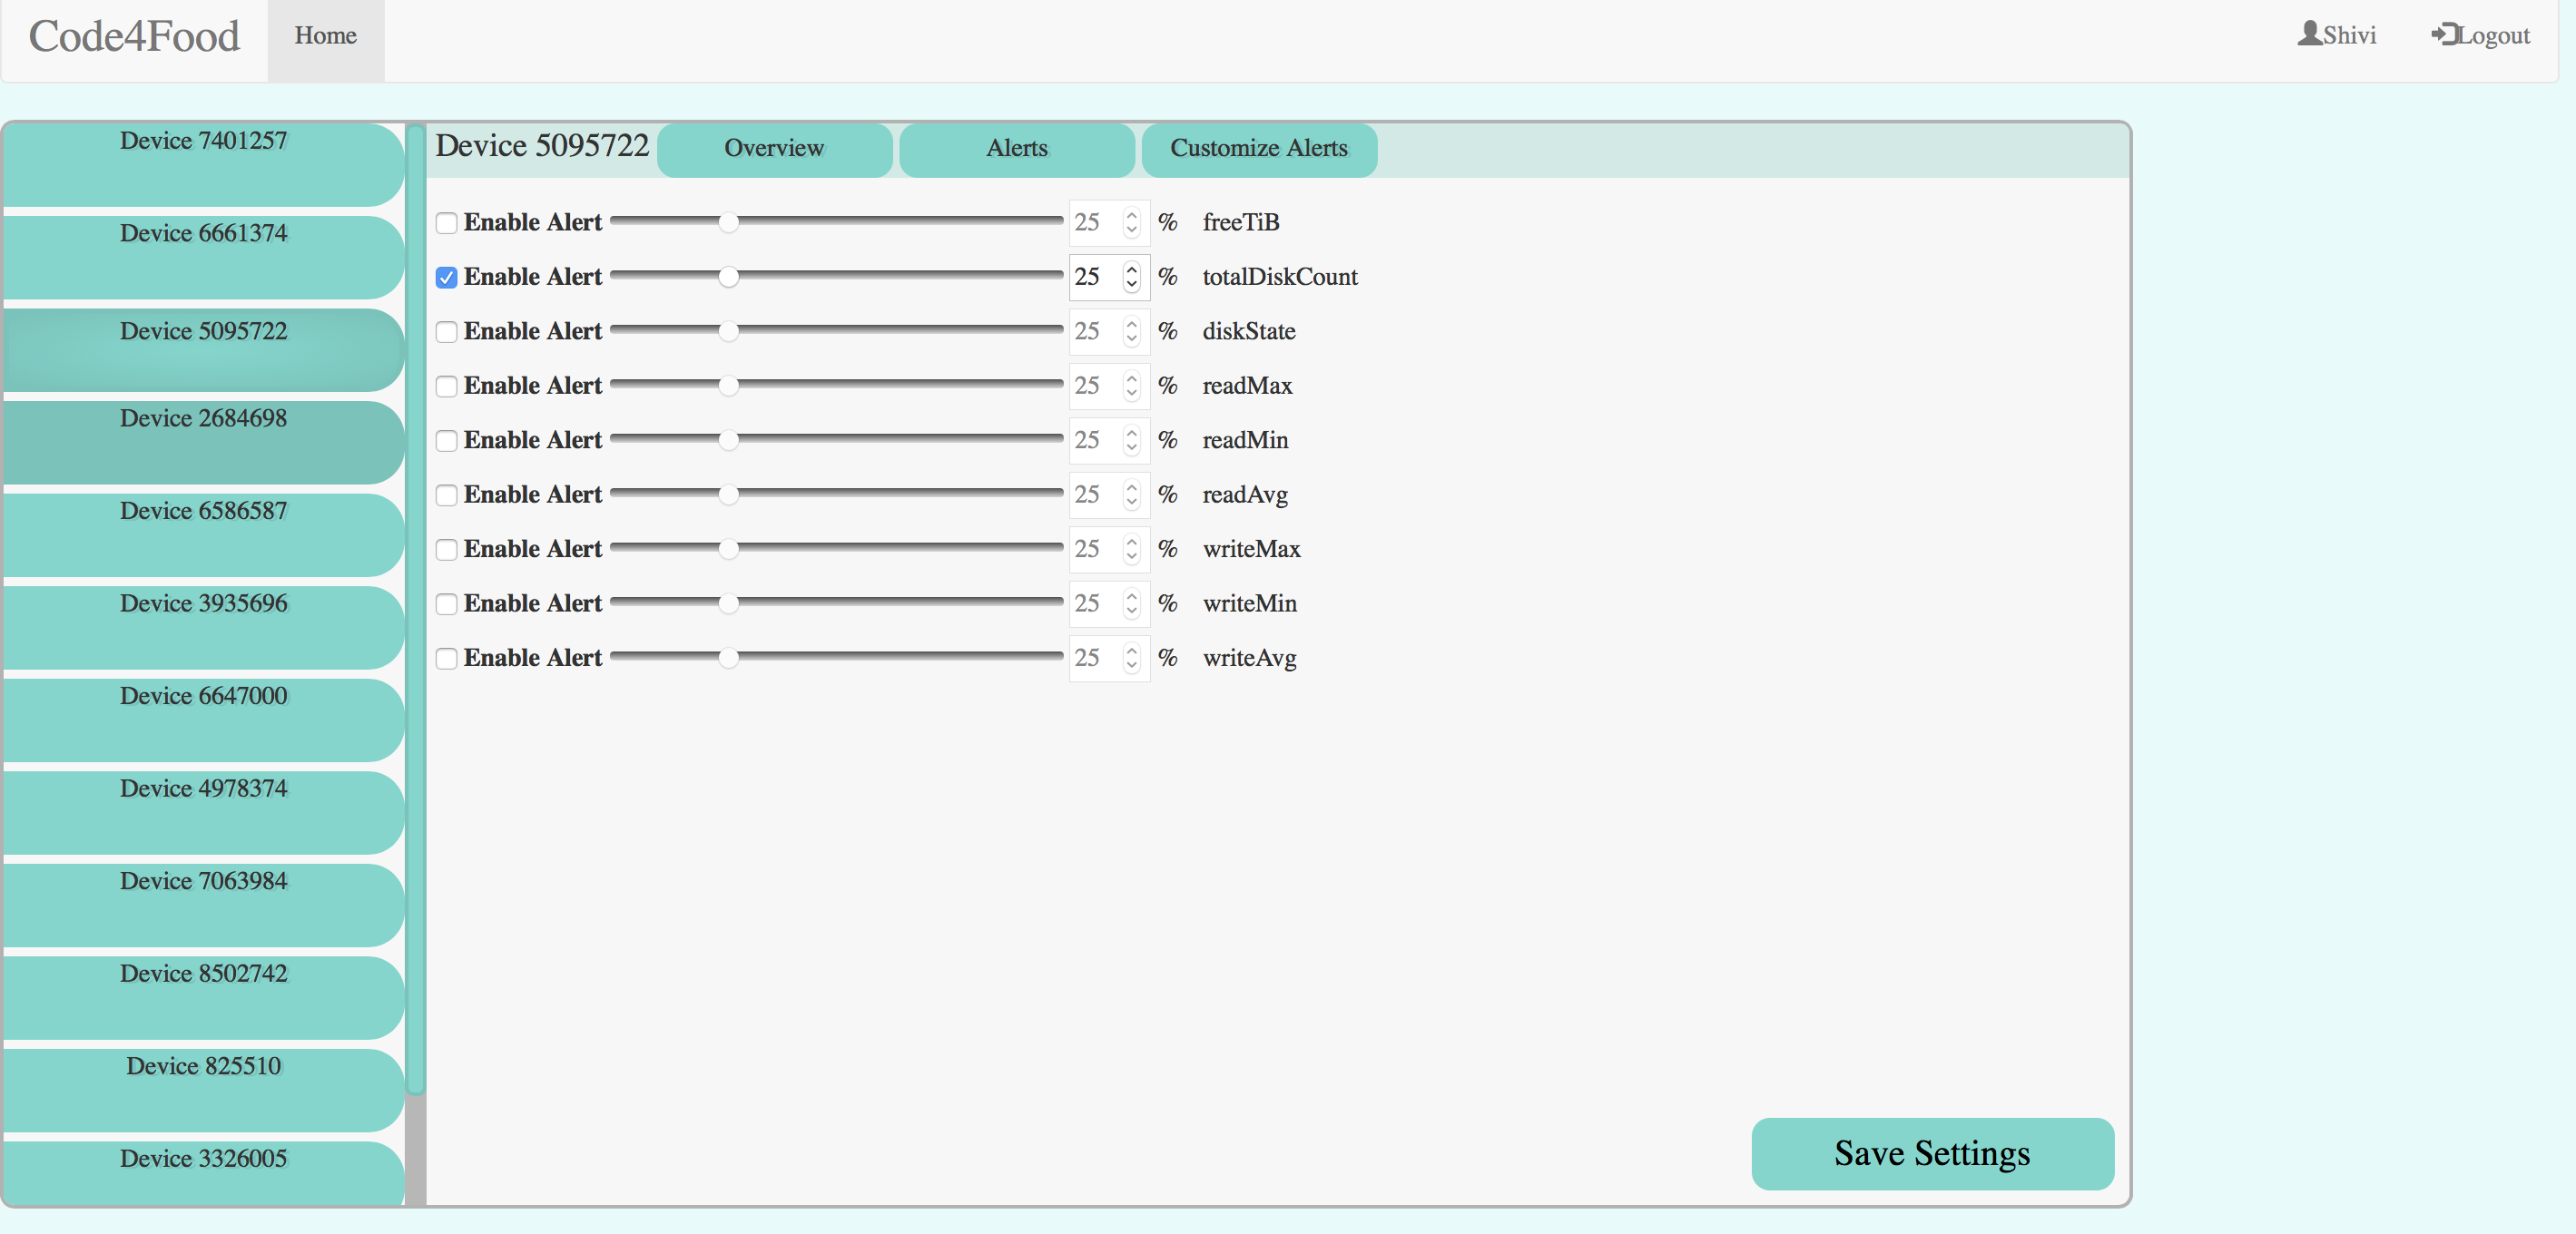 Code4Food Home Shivi Logout
Device 7401257
Device 6661374
Device 5095722
Device 2684698
Device 6586587
Device 3935696
Device 6647000
Device 4978374
Device 7063984
Device 8502742
Device 825510
Device 3326005
Device 5095722 Overview Alerts Customize Alerts
Enable Alert 25 % freeTiB
Enable Alert 25 % totalDiskCount
Enable Alert 25 % diskState
Enable Alert 25 % readMax
Enable Alert 25 % readMin
Enable Alert 25 % readAvg
Enable Alert 25 % writeMax
Enable Alert 25 % writeMin
Enable Alert 25 % writeAvg
Save Settings